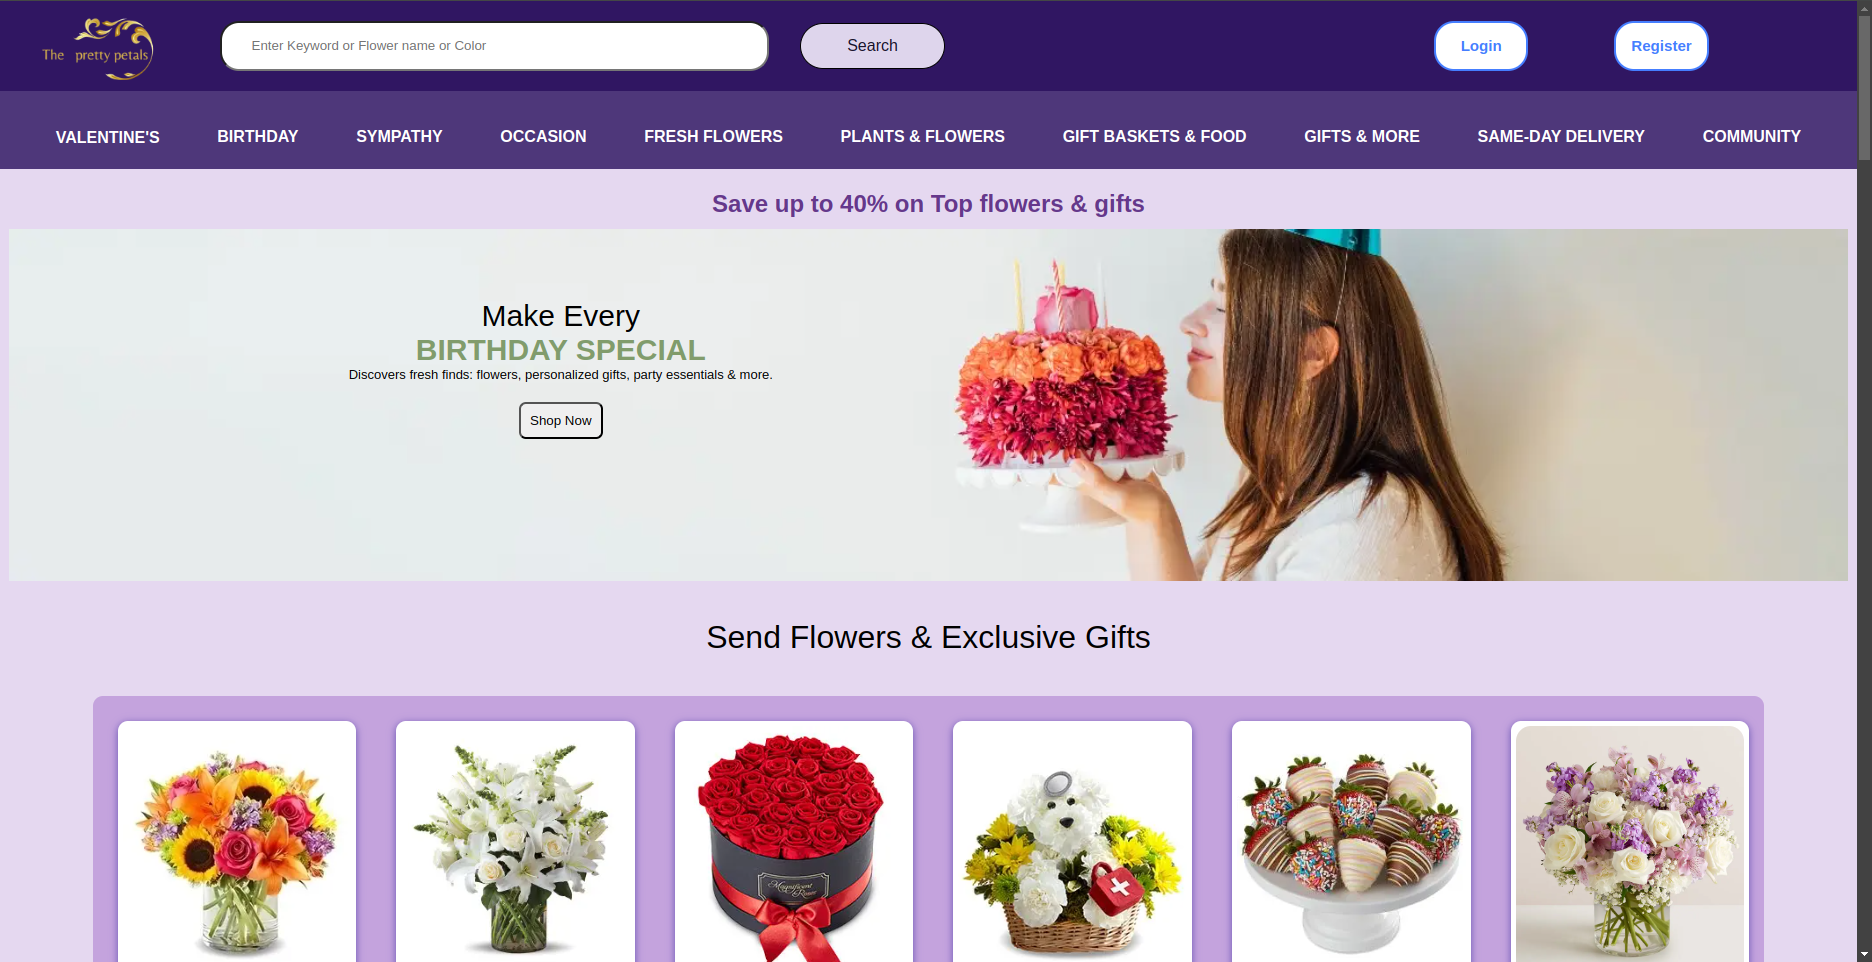 The pretty petals
Enter Keyword or Flower name or Color
Search
Login
Register
VALENTINE'S
BIRTHDAY
SYMPATHY
OCCASION
FRESH FLOWERS
PLANTS & FLOWERS
GIFT BASKETS & FOOD
GIFTS & MORE
SAME-DAY DELIVERY
COMMUNITY
Save up to 40% on Top flowers & gifts
Make Every
BIRTHDAY SPECIAL
Discovers fresh finds: flowers, personalized gifts, party essentials & more.
Shop Now
Send Flowers & Exclusive Gifts
Magnificent
Roses